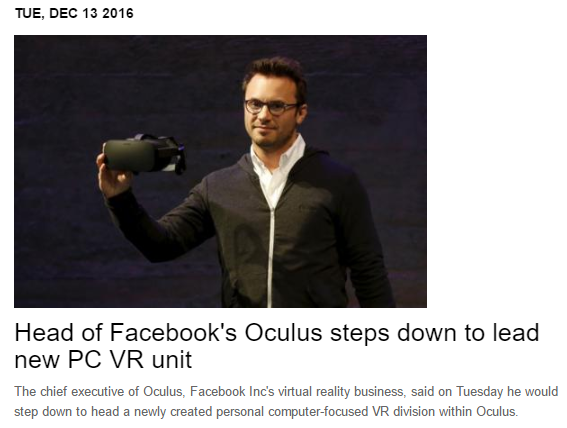 TUE, DEC 13 2016
Head of Facebook's Oculus steps down to lead
new PC VR unit
The chief executive of Oculus, Facebook Inc's virtual reality business, said on Tuesday he would
step down to head a newly created personal computer-focused VR division within Oculus.